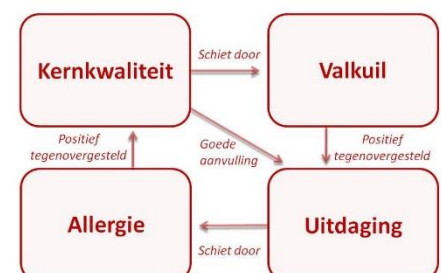 Kernkwaliteit
Schiet door
Valkuil
Positief
tegenovergesteld
Goede
aanvulling
Positief
tegenovergesteld
Allergie
Schiet door
Uitdaging